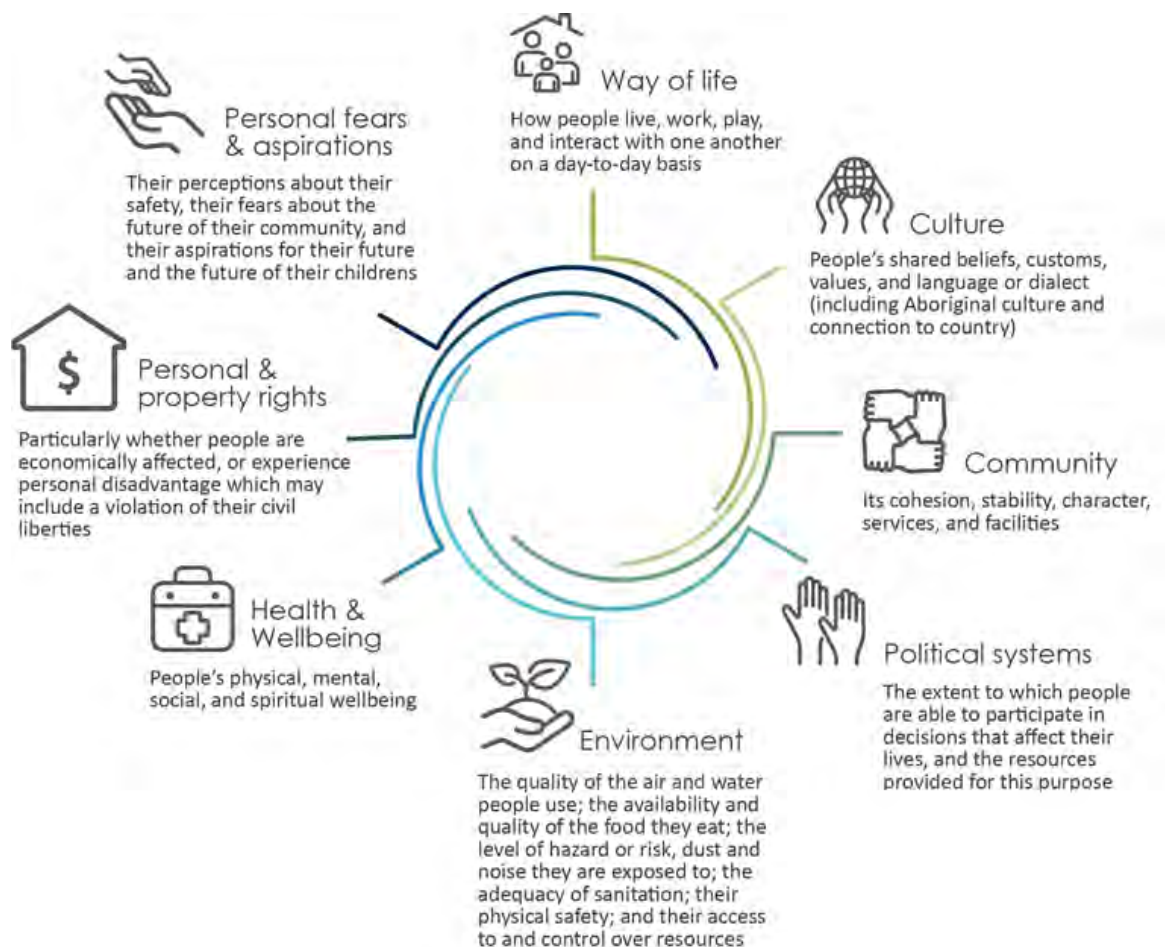 Way of life
How people live, work, play,
and interact with one another
on a day-to-day basis
Culture
People's shared beliefs, customs,
values, and language or dialect
(including Aboriginal culture and
connection to country)
Community
Its cohesion, stability, character,
services, and facilities
Political systems
The extent to which people
are able to participate in
decisions that affect their
lives, and the resources
provided for this purpose
Environment
The quality of the air and water
people use; the availability and
quality of the food they eat; the
level of hazard or risk, dust and
noise they are exposed to; the
adequacy of sanitation; their
physical safety; and their access
to and control over resources
Health &
Wellbeing
People's physical, mental,
social, and spiritual wellbeing
$
Personal &
property rights
Particularly whether people are
economically affected, or experience
personal disadvantage which may
include a violation of their civil
liberties
Personal fears
& aspirations
Their perceptions about their
safety, their fears about the
future of their community, and
their aspirations for their future
and the future of their childrens